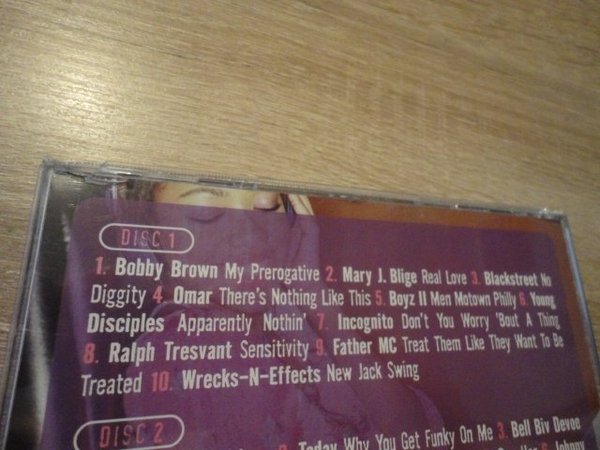 DISC 1
1. Bobby Brown My Prerogative 2. Mary J. Blige Real Love 3. Blackstreet No
Diggity 4. Omar There's Nothing Like This 5. Boyz II Men Motown Philly 6. Young
Disciples Apparently Nothin' 7. Incognito Don't You Worry 'Bout A Thing
8. Ralph Tresvant Sensitivity 9. Father MC Treat Them Like They Want To Be
Treated 10. Wrecks-N-Effects New Jack Swing
DISC 2
Today Why You Get Funky On Me 3. Bell Biv Devoe
Johnny